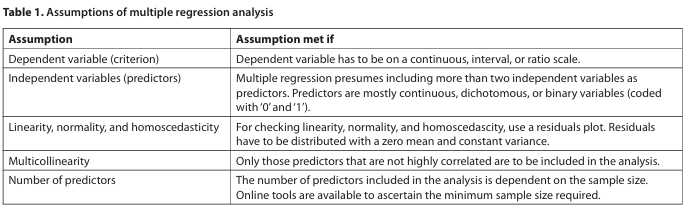 Table 1. Assumptions of multiple regression analysis
Assumption Assumption met if
Dependent variable (criterion) Dependent variable has to be on a continuous, interval, or ratio scale.
Independent variables (predictors) Multiple regression presumes including more than two independent variables as
predictors. Predictors are mostly continuous, dichotomous, or binary variables (coded
with ‘0’ and ‘1’).
Linearity, normality, and homoscedasticity For checking linearity, normality, and homoscedascity, use a residuals plot. Residuals
have to be distributed with a zero mean and constant variance.
Multicollinearity Only those predictors that are not highly correlated are to be included in the analysis.
Number of predictors The number of predictors included in the analysis is dependent on the sample size.
Online tools are available to ascertain the minimum sample size required.